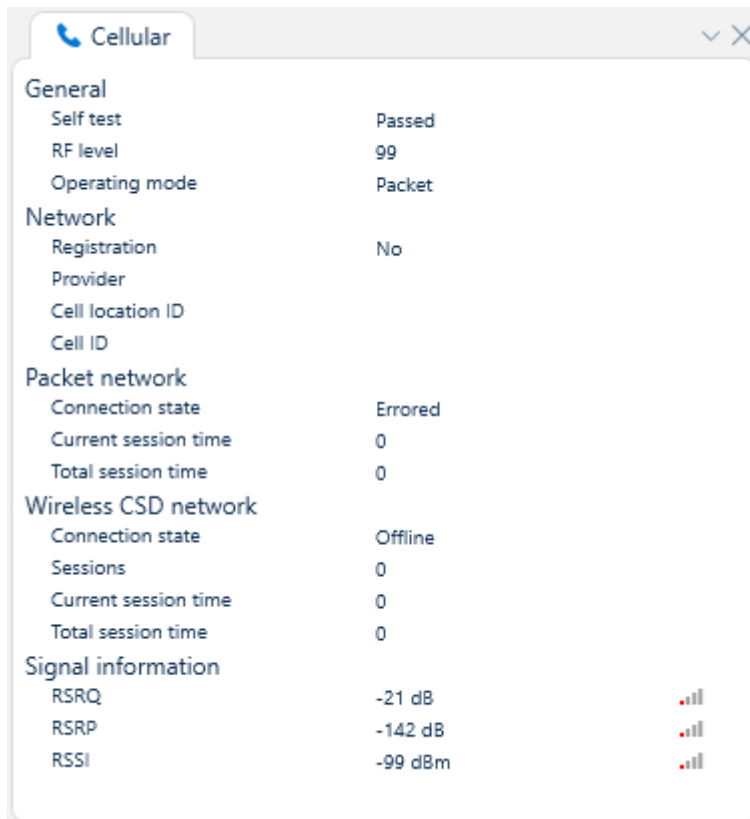 Cellular
General
Self test Passed
RF level 99
Operating mode Packet
Network
Registration No
Provider
Cell location ID
Cell ID
Packet network
Connection state Errored
Current session time 0
Total session time 0
Wireless CSD network
Connection state Offline
Sessions 0
Current session time 0
Total session time 0
Signal information
RSRQ -21 dB
RSRP -142 dB
RSSI -99 dBm